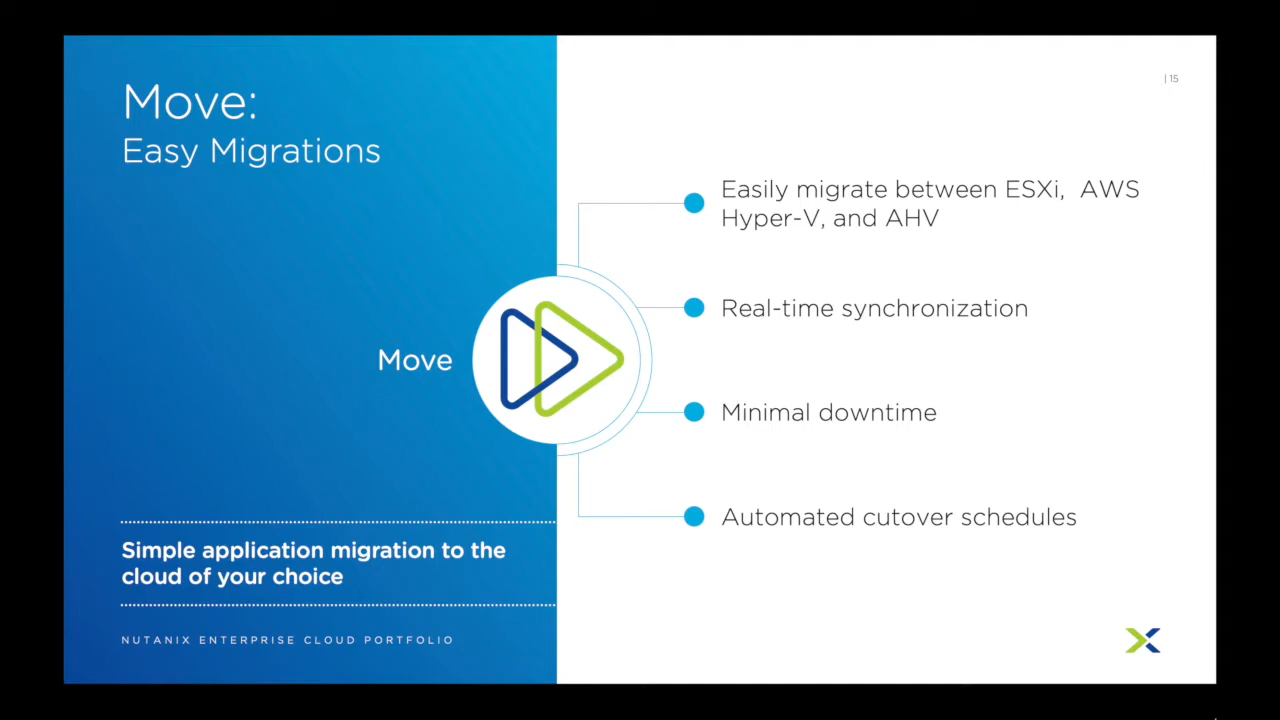 | 15
Move:
Easy Migrations
Easily migrate between ESXi,  AWS
Hyper-V, and AHV
Real-time synchronization
Move
Minimal downtime
Automated cutover schedules
Simple application migration to the
cloud of your choice
NUTANIX ENTERPRISE CLOUD PORTFOLIO